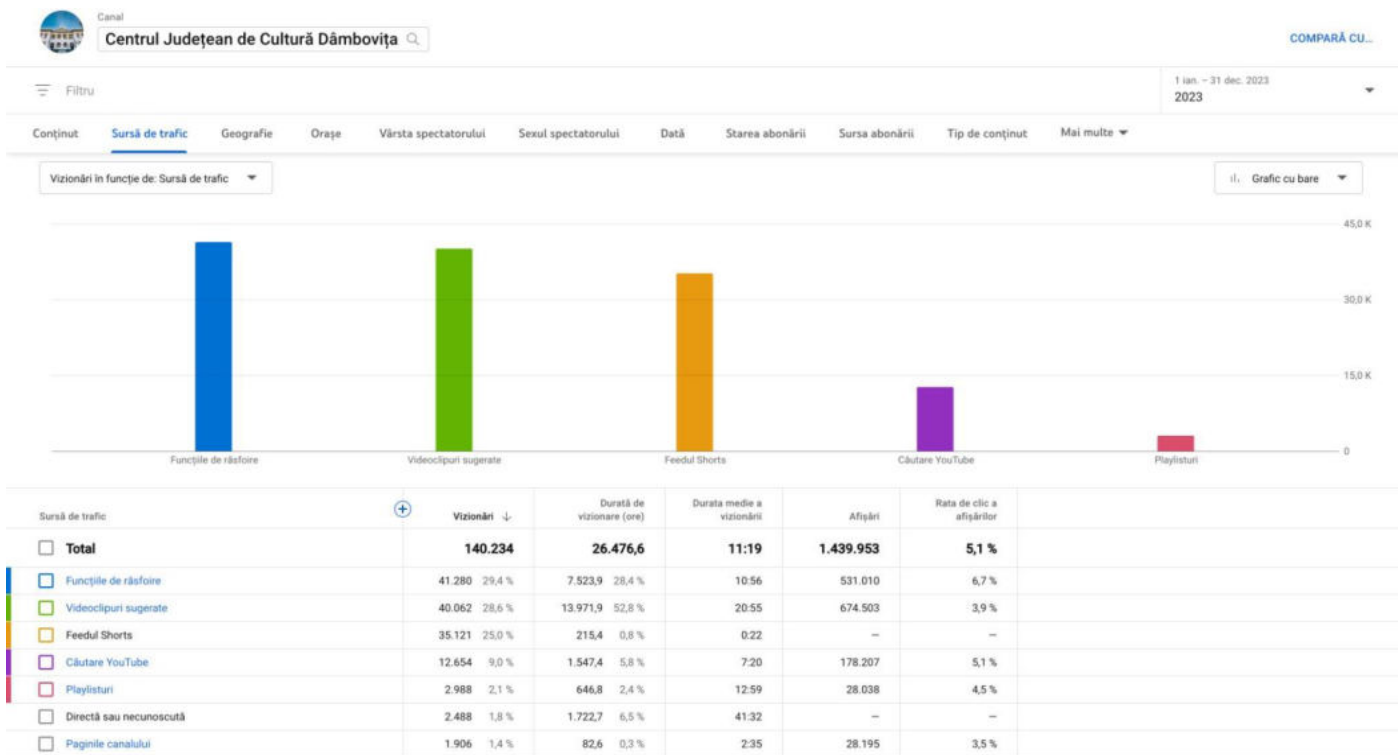 Canal
Centrul Județean de Cultură Dâmbovița
COMPARĂ CU...
Filtru
1 ian. – 31 dec. 2023
2023
Conținut Sursă de trafic Geografie Orașe Vârsta spectatorului Sexul spectatorului Dată Starea abonării Sursa abonării Tip de conținut Mai multe
Vizionări în funcție de: Sursă de trafic
Grafic cu bare
45,0 K
30,0 K
15,0 K
0
Funcțiile de răsfoire Videoclipuri sugerate Feedul Shorts Căutare YouTube Playlisturi
Sursă de trafic Vizionări Durată de vizionare (ore) Durata medie a vizionării Afișări Rata de clic a afișărilor
Total 140.234 26.476,6 11:19 1.439.953 5,1 %
Funcțiile de răsfoire 41.280 29,4 % 7.523,9 28,4 % 10:56 531.010 6,7 %
Videoclipuri sugerate 40.062 28,6 % 13.971,9 52,8 % 20:55 674.503 3,9 %
Feedul Shorts 35.121 25,0 % 215,4 0,8 % 0:22 – –
Căutare YouTube 12.654 9,0 % 1.547,4 5,8 % 7:20 178.207 5,1 %
Playlisturi 2.988 2,1 % 646,8 2,4 % 12:59 28.038 4,5 %
Directă sau necunoscută 2.488 1,8 % 1.722,7 6,5 % 41:32 – –
Paginile canalului 1.906 1,4 % 82,6 0,3 % 2:35 28.195 3,5 %